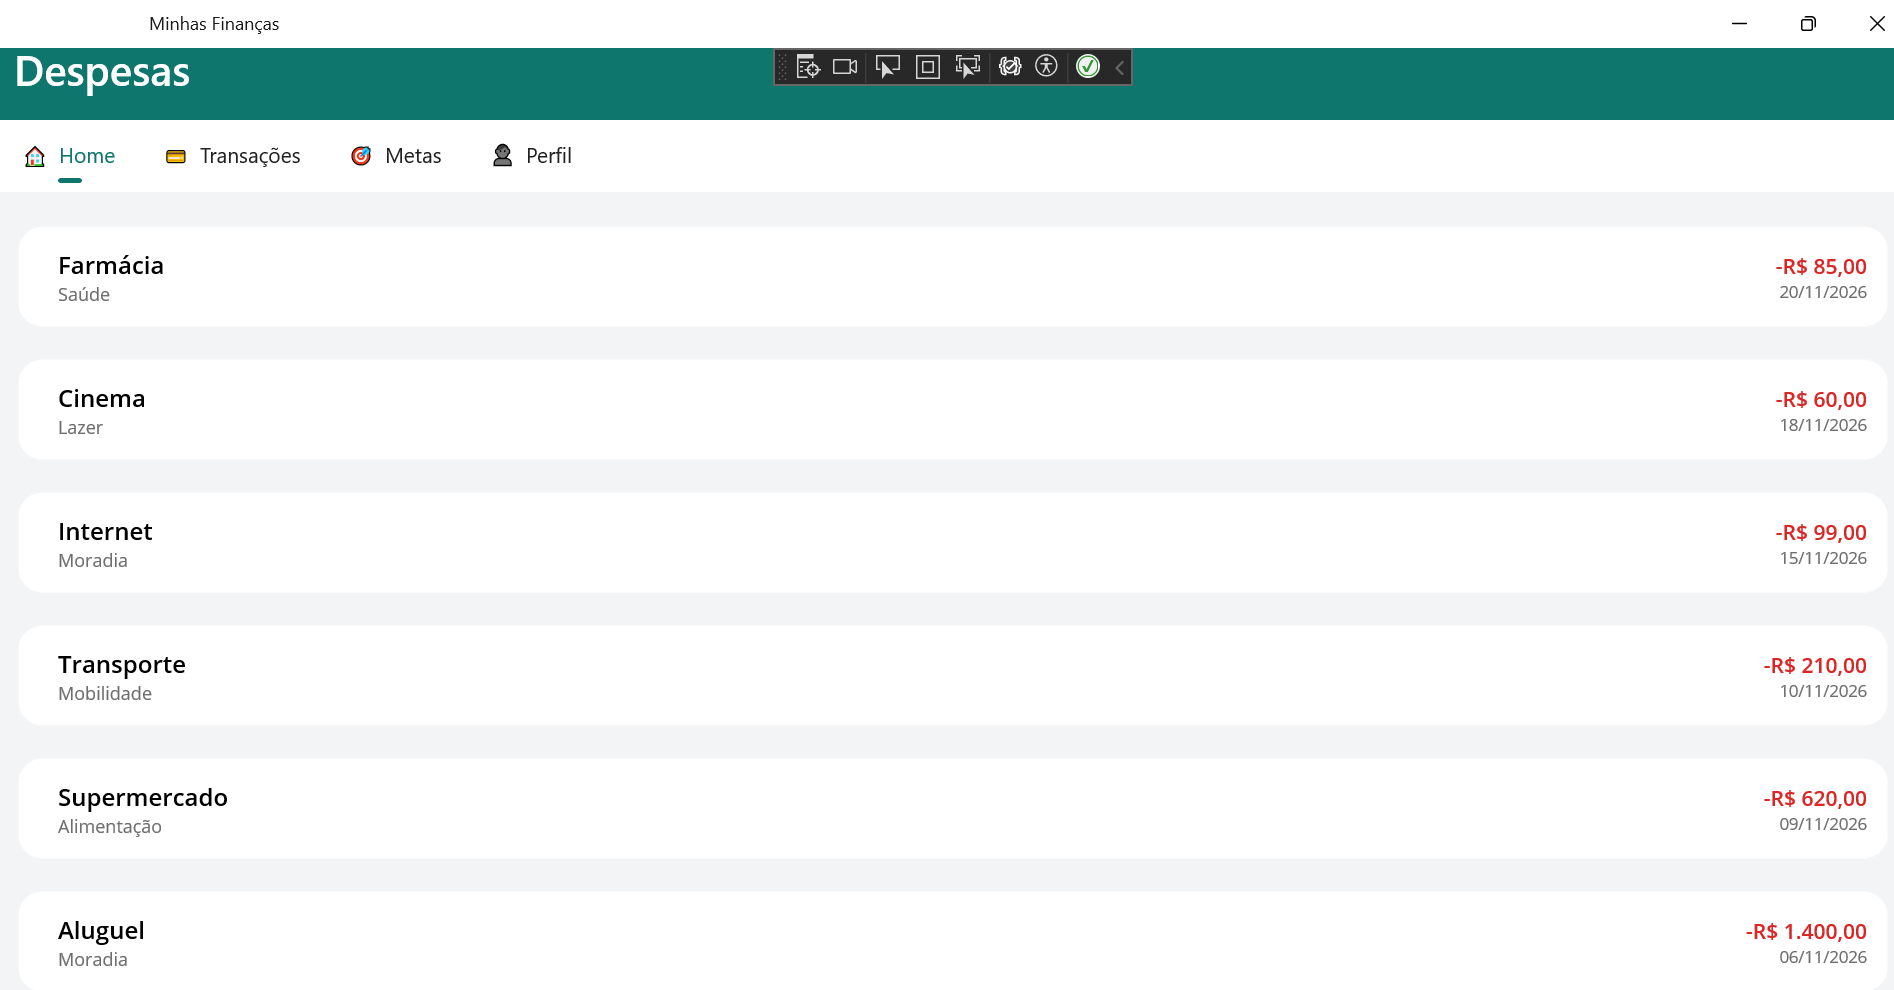 Minhas Finanças
Despesas
Home
Transações
Metas
Perfil
Farmácia
-R$ 85,00
Saúde
20/11/2026
Cinema
-R$ 60,00
Lazer
18/11/2026
Internet
-R$ 99,00
Moradia
15/11/2026
Transporte
-R$ 210,00
Mobilidade
10/11/2026
Supermercado
-R$ 620,00
Alimentação
09/11/2026
Aluguel
-R$ 1.400,00
Moradia
06/11/2026